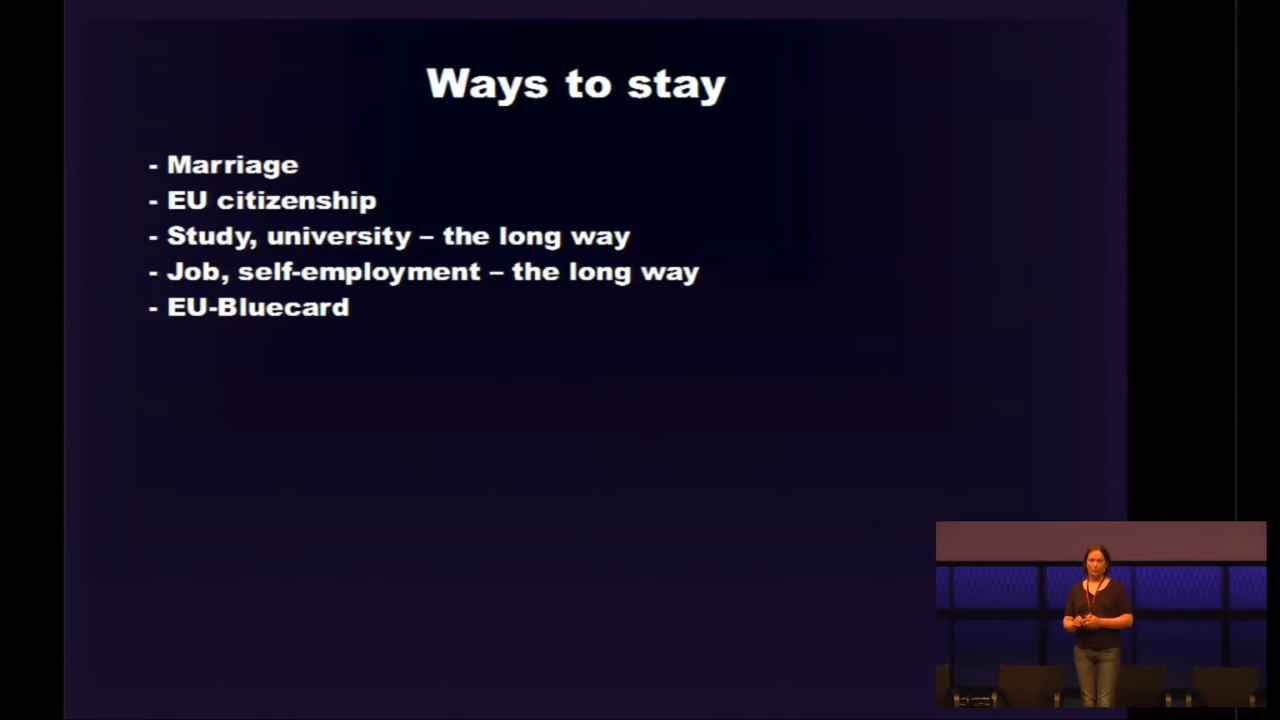 Ways to stay
- Marriage
- EU citizenship
- Study, university – the long way
- Job, self-employment – the long way
- EU-Bluecard